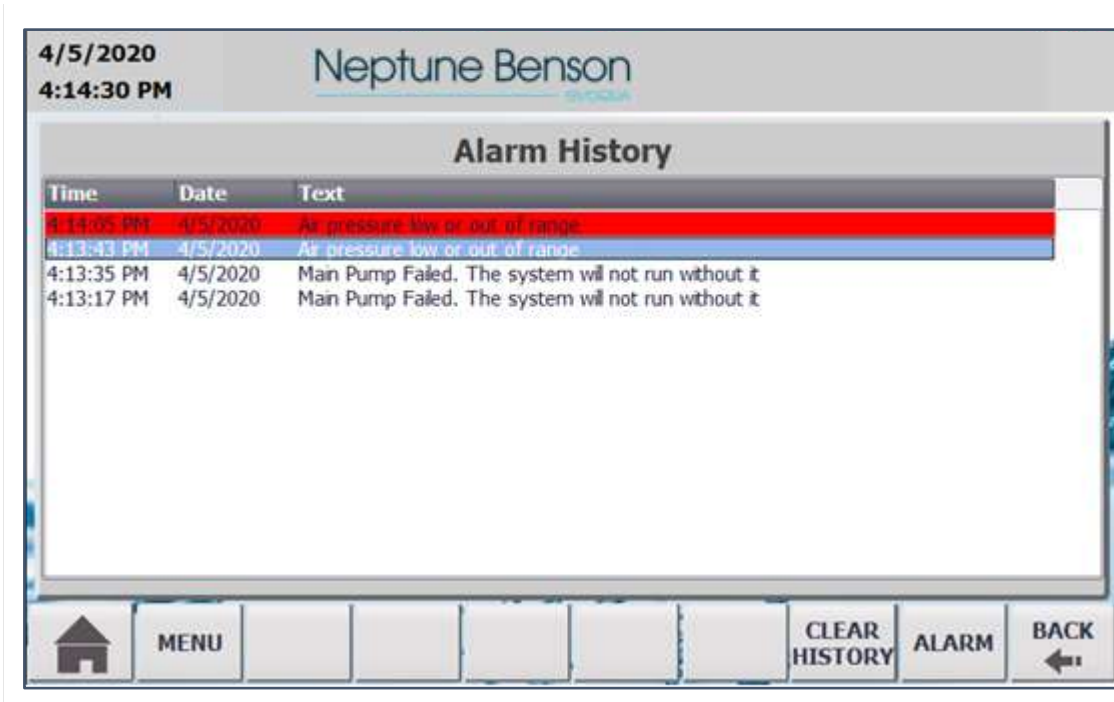 4/5/2020
4:14:30 PM
Neptune Benson
EVOQUA
Alarm History
Time Date Text
4:14:05 PM 4/5/2020 Air pressure low or out of range
4:13:43 PM 4/5/2020 Air pressure low or out of range
4:13:35 PM 4/5/2020 Main Pump Failed. The system will not run without it
4:13:17 PM 4/5/2020 Main Pump Failed. The system will not run without it
MENU
CLEAR
HISTORY
ALARM
BACK